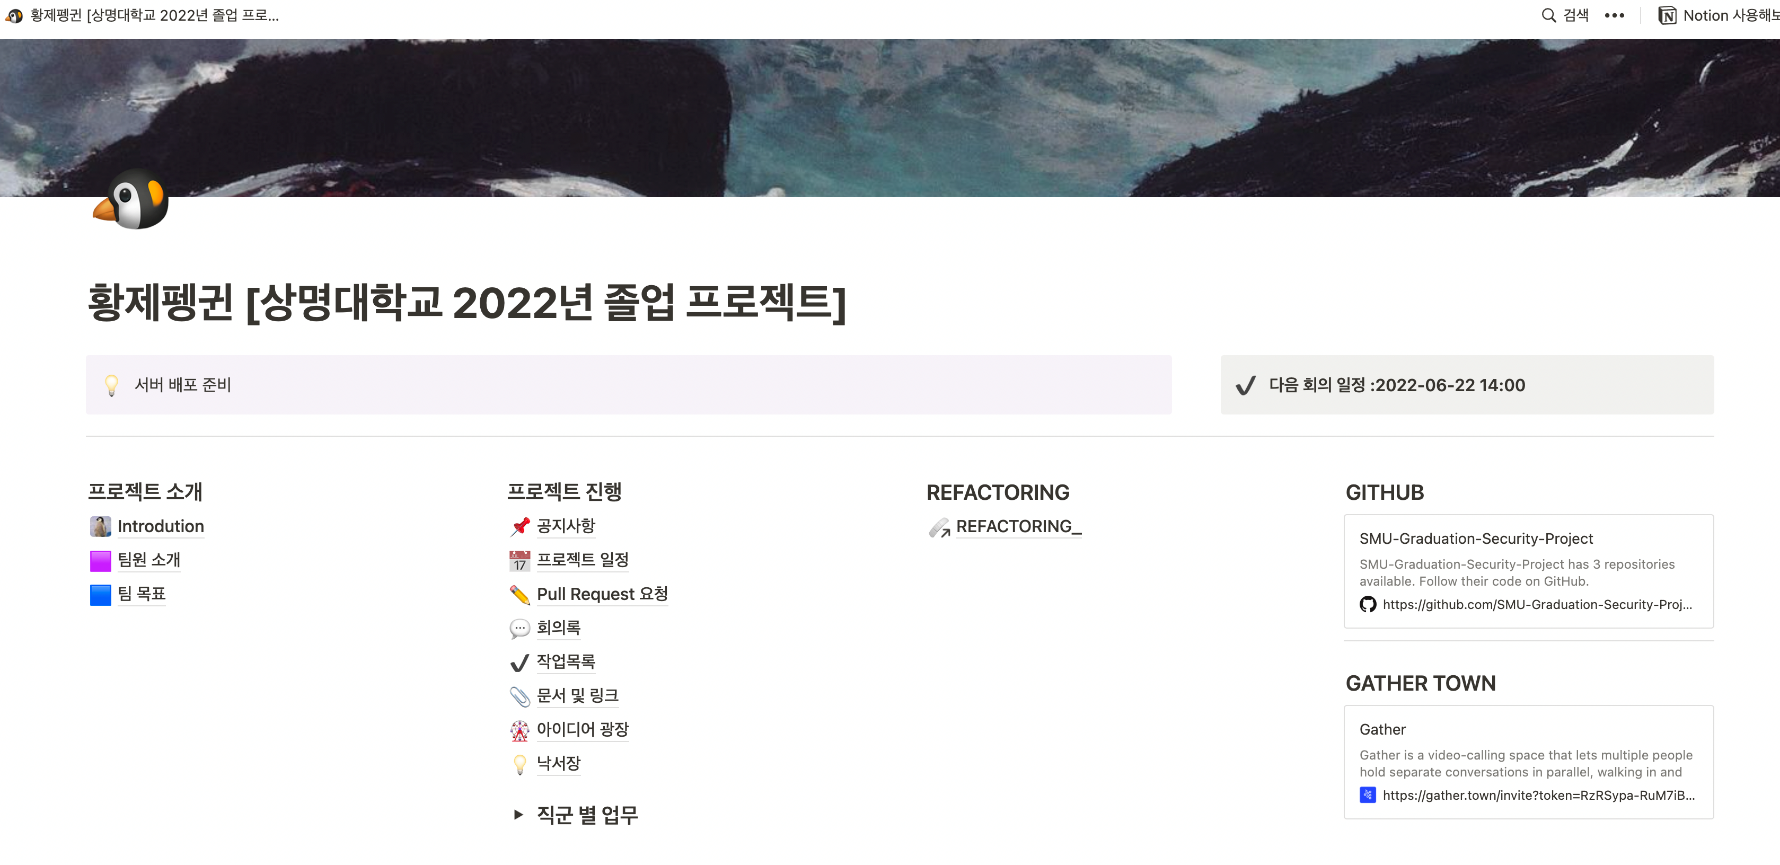 황제펭귄 [상명대학교 2022년 졸업 프로...
검색
Notion 사용해보
황제펭귄 [상명대학교 2022년 졸업 프로젝트]
서버 배포 준비
다음 회의 일정 :2022-06-22 14:00
프로젝트 소개
Introdution
팀원 소개
팀 목표
프로젝트 진행
공지사항
프로젝트 일정
Pull Request 요청
회의록
작업목록
문서 및 링크
아이디어 광장
낙서장
직군 별 업무
REFACTORING
REFACTORING_
GITHUB
SMU-Graduation-Security-Project
SMU-Graduation-Security-Project has 3 repositories
available. Follow their code on GitHub.
https://github.com/SMU-Graduation-Security-Proj...
GATHER TOWN
Gather
Gather is a video-calling space that lets multiple people
hold separate conversations in parallel, walking in and
https://gather.town/invite?token=RzRSypa-RuM7iB...